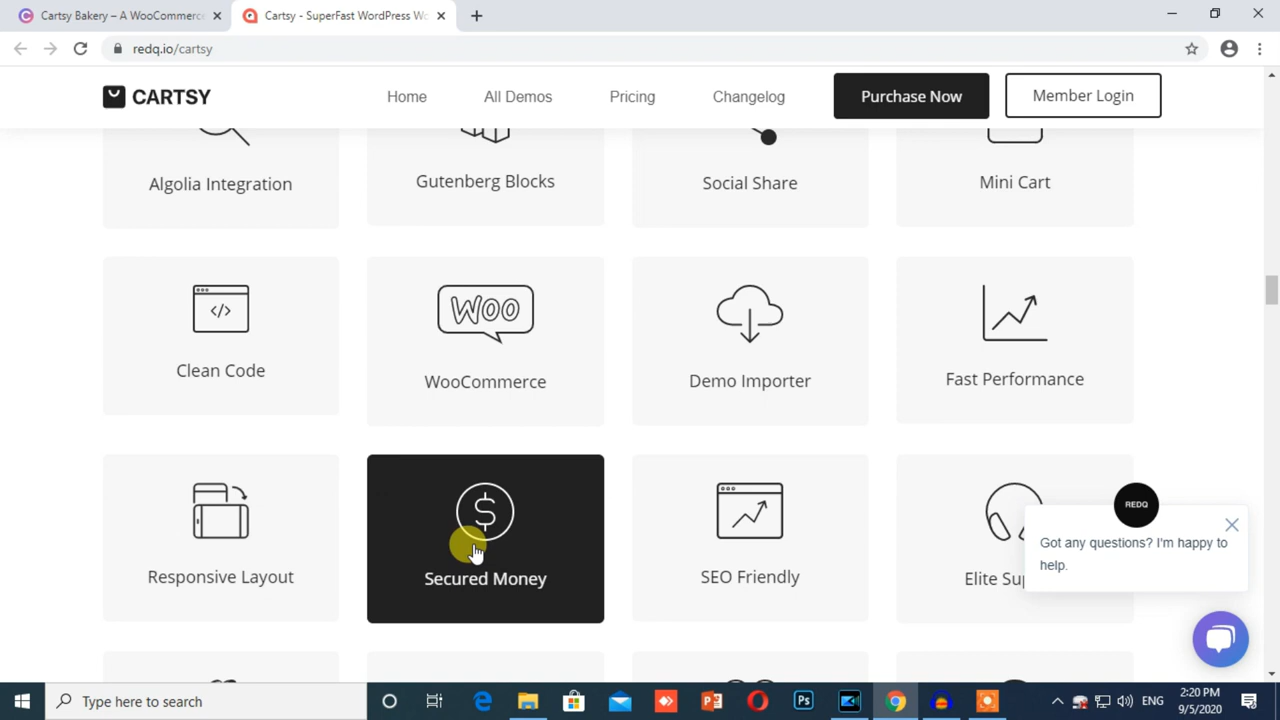 Cartsy Bakery – A WooCommerce
Cartsy - SuperFast WordPress Wo
redq.io/cartsy
CARTSY
Home
All Demos
Pricing
Changelog
Purchase Now
Member Login
Algolia Integration
Gutenberg Blocks
Social Share
Mini Cart
Clean Code
WOO
WooCommerce
Demo Importer
Fast Performance
Responsive Layout
$
Secured Money
SEO Friendly
Elite Su
REDQ
Got any questions? I'm happy to
help.
Type here to search
Ps
ENG
2:20 PM
9/5/2020